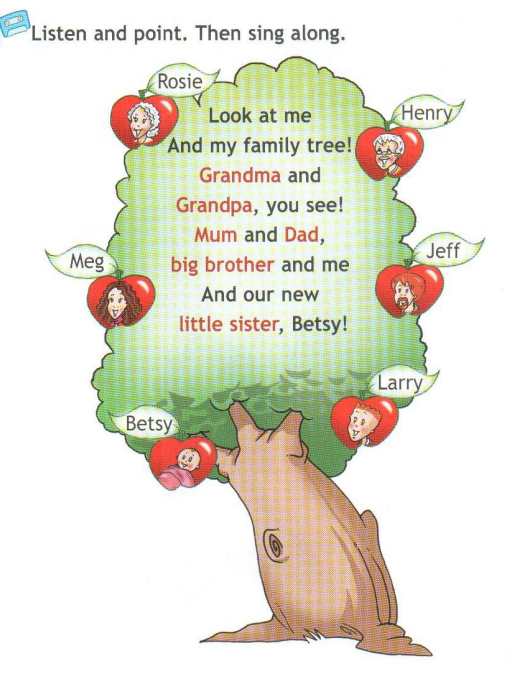 Listen and point. Then sing along.
Rosie
Henry
Look at me
And my family tree!
Grandma and
Grandpa, you see!
Mum and Dad,
big brother and me
And our new
little sister, Betsy!
Meg
Jeff
Betsy
Larry